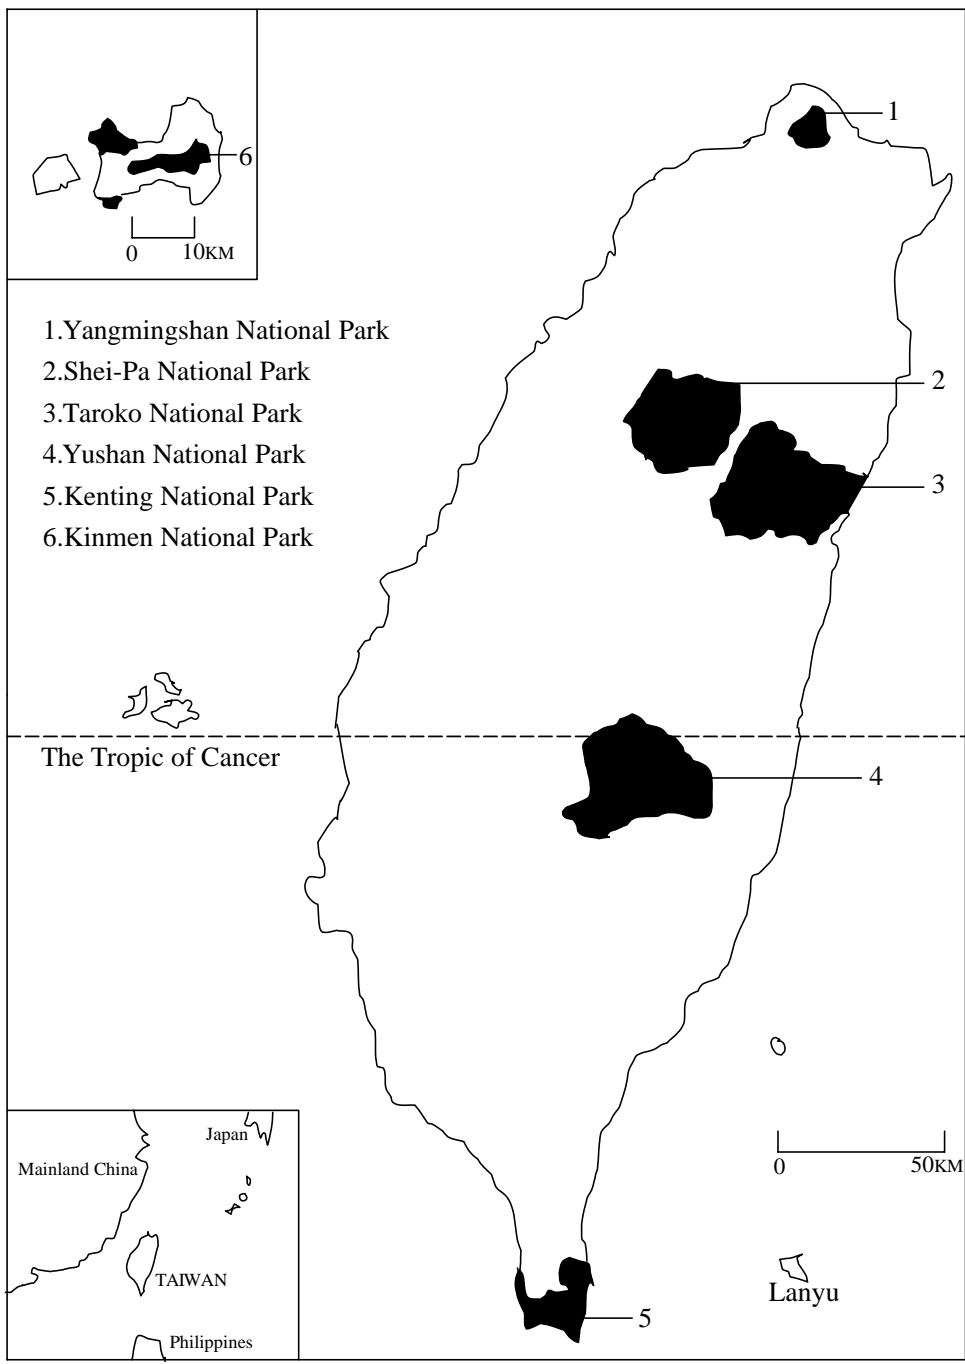 1
6
0 10KM
1.Yangmingshan National Park
2.Shei-Pa National Park
3.Taroko National Park
4.Yushan National Park
5.Kenting National Park
6.Kinmen National Park
2
3
The Tropic of Cancer
4
Japan
Mainland China
TAIWAN
Philippines
0 50KM
Lanyu
5